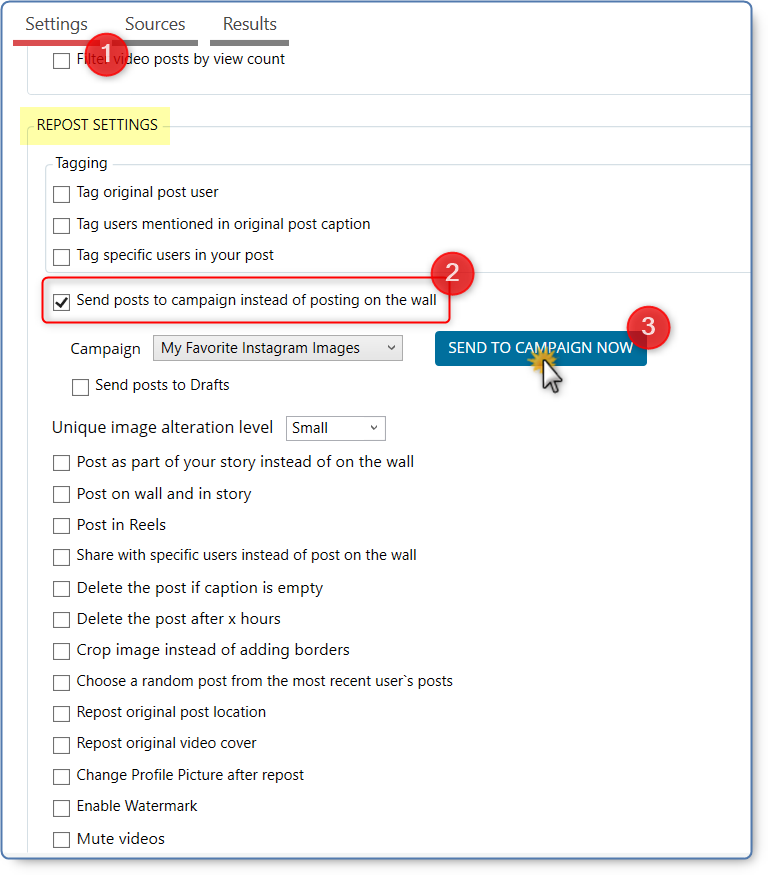 Settings Sources Results
1
Filter video posts by view count
REPOST SETTINGS
Tagging
Tag original post user
Tag users mentioned in original post caption
Tag specific users in your post
2
Send posts to campaign instead of posting on the wall
3
Campaign My Favorite Instagram Images SEND TO CAMPAIGN NOW
Send posts to Drafts
Unique image alteration level Small
Post as part of your story instead of on the wall
Post on wall and in story
Post in Reels
Share with specific users instead of post on the wall
Delete the post if caption is empty
Delete the post after x hours
Crop image instead of adding borders
Choose a random post from the most recent user`s posts
Repost original post location
Repost original video cover
Change Profile Picture after repost
Enable Watermark
Mute videos